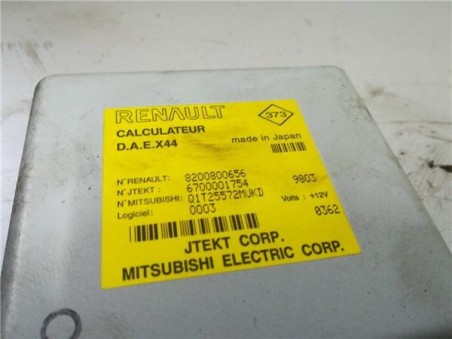 RENAULT 373
CALCULATEUR
made in Japan
D.A.E.X44
N° RENAULT: 8200800656 9803
N° JTEKT: 6700001754
N° MITSUBISHI: Q1T25572MUKD Volts: +12V
Logiciel: 0003 0362
JTEKT CORP.
MITSUBISHI ELECTRIC CORP.